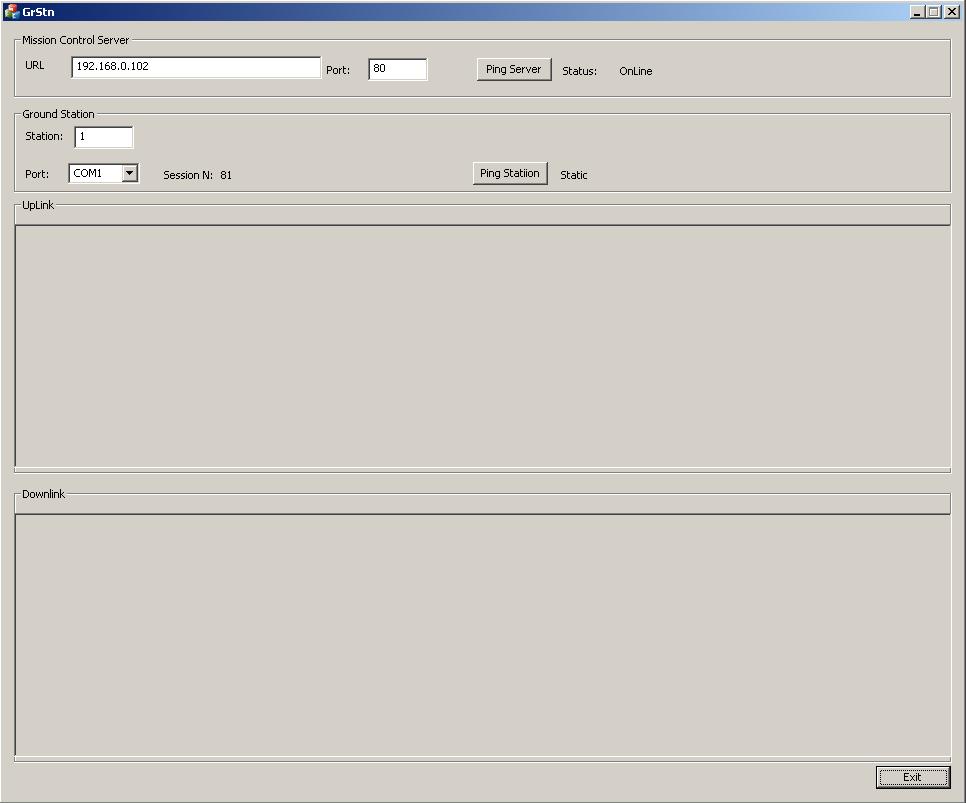 GrStn
Mission Control Server
URL 192.168.0.102 Port: 80 Ping Server Status: OnLine
Ground Station
Station: 1
Port: COM1 Session N: 81 Ping Statiion Static
UpLink
Downlink
Exit